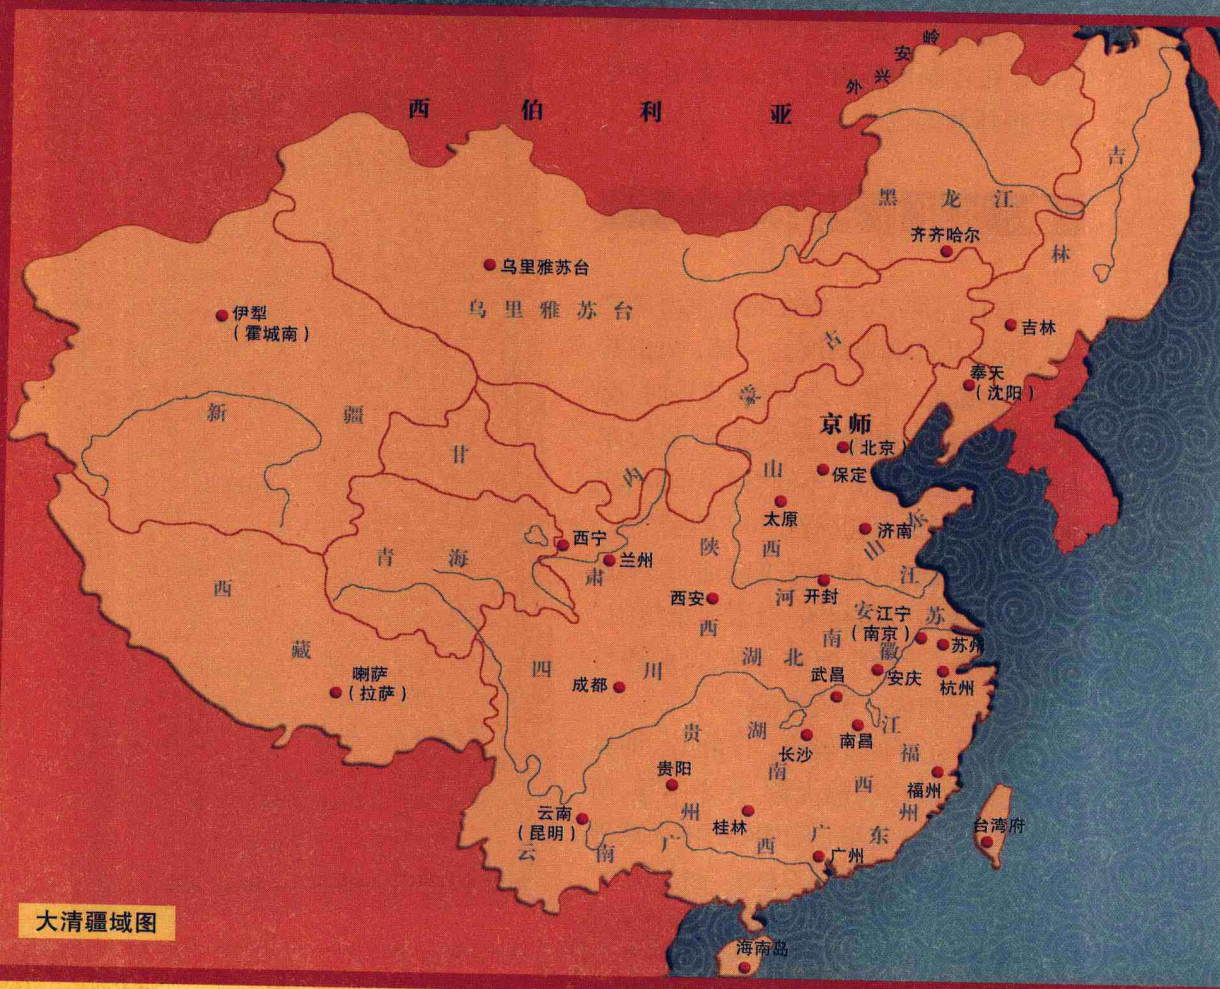 外兴安岭
西伯利亚
吉林
黑龙江
齐齐哈尔
乌里雅苏台
乌里雅苏台
伊犁
（霍城南）
吉林
内蒙古
奉天
（沈阳）
新疆
京师
（北京）
甘肃
山西
保定
太原
济南
山东
西宁
兰州
陕西
青海
西藏
江苏
西安
河南
开封
安徽
江宁
（南京）
苏州
湖北
四川
成都
武昌
安庆
杭州
喇萨
（拉萨）
贵州
湖南
长沙
南昌
江西
福州
贵阳
福州
云南
（昆明）
桂林
台湾府
云南
广西
广东
广州
大清疆域图
海南岛